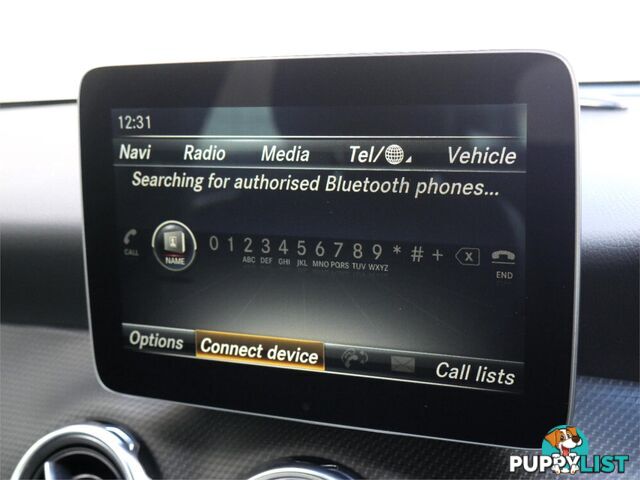 12:31
Navi Radio Media Tel/ Vehicle
Searching for authorised Bluetooth phones...
CALL NAME 0 1 2 3 4 5 6 7 8 9 * # + X END
ABC DEF GHI JKL MNO PQRS TUV WXYZ
Options Connect device Call lists
PUPPYLIST